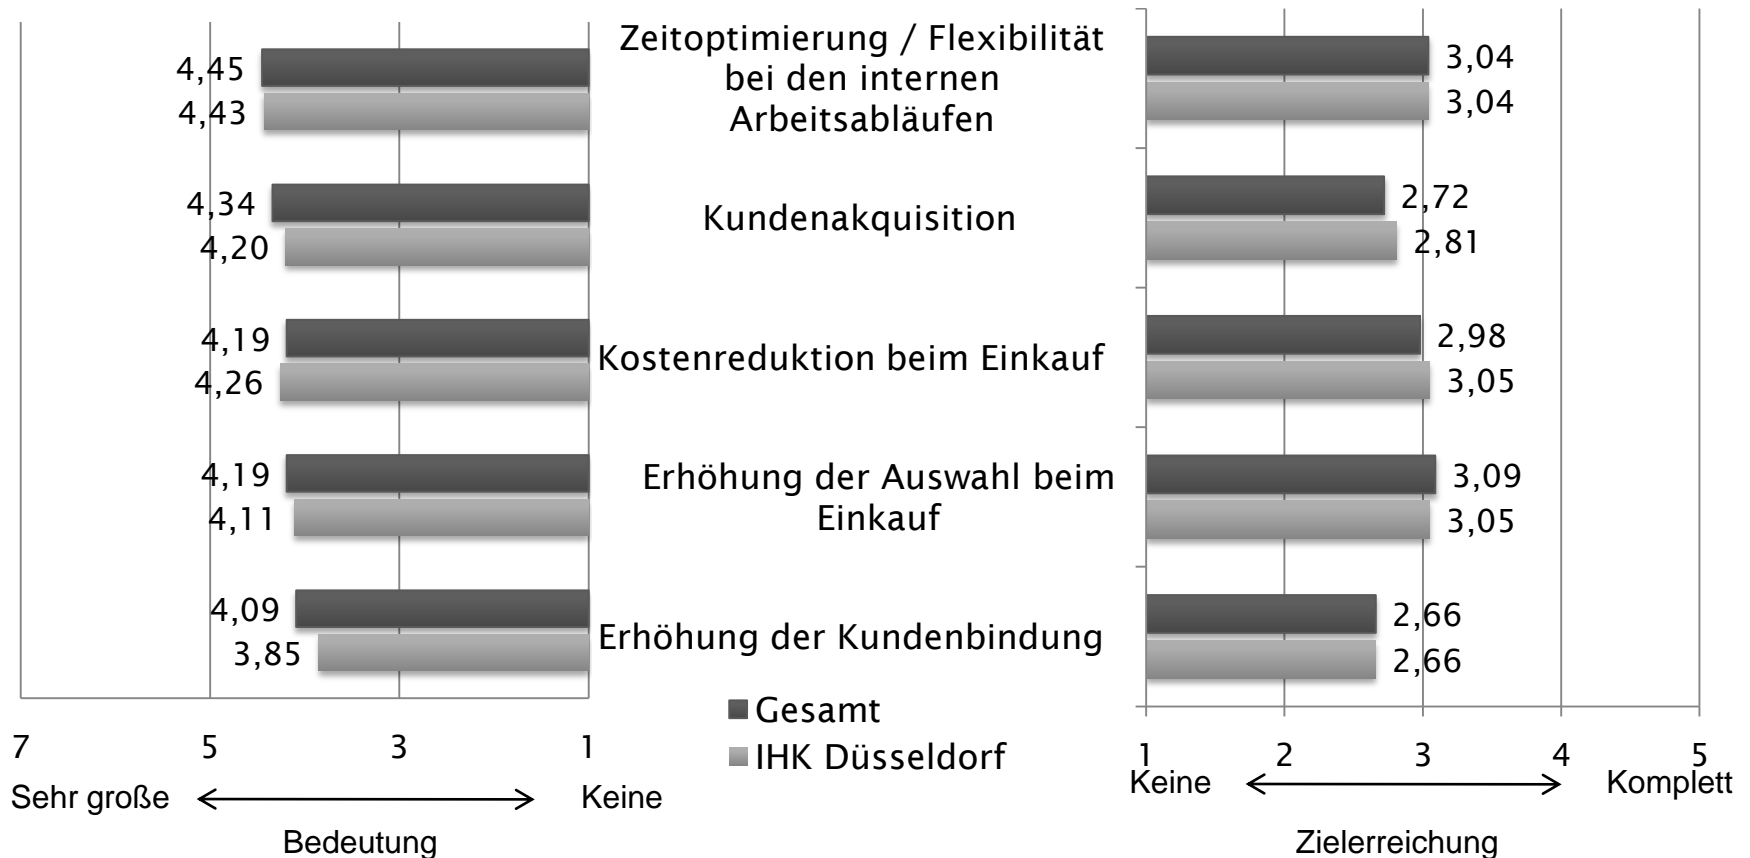 Zeitoptimierung / Flexibilität
bei den internen
Arbeitsabläufen
4,45
4,43
3,04
3,04
Kundenakquisition
4,34
4,20
2,72
2,81
Kostenreduktion beim Einkauf
4,19
4,26
2,98
3,05
Erhöhung der Auswahl beim
Einkauf
4,19
4,11
3,09
3,05
Erhöhung der Kundenbindung
4,09
3,85
2,66
2,66
Gesamt
IHK Düsseldorf
7 5 3 1
Sehr große Keine
Bedeutung
1 2 3 4 5
Keine Komplett
Zielerreichung